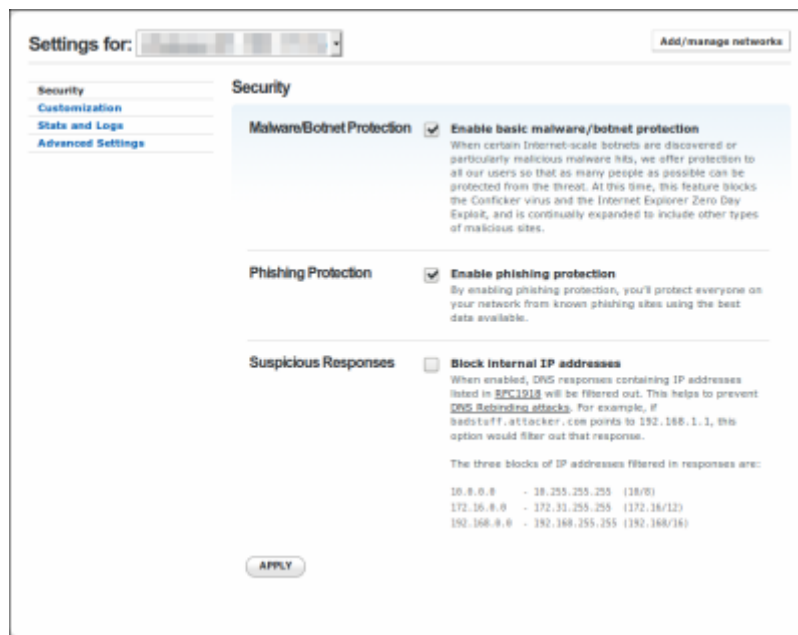 Settings for:
Add/manage networks
Security
Customization
Stats and Logs
Advanced Settings
Security
Malware/Botnet Protection
Enable basic malware/botnet protection
When certain Internet-scale botnets are discovered or
particularly malicious malware hits, we offer protection to
all our users so that as many people as possible can be
protected from the threat. At this time, this feature blocks
the Conficker virus and the Internet Explorer Zero Day
Exploit, and is continually expanded to include other types
of malicious sites.
Phishing Protection
Enable phishing protection
By enabling phishing protection, you'll protect everyone on
your network from known phishing sites using the best
data available.
Suspicious Responses
Block internal IP addresses
When enabled, DNS responses containing IP addresses
listed in RFC1918 will be filtered out. This helps to prevent
DNS Rebinding attacks. For example, if
badstuff.attacker.com points to 192.168.1.1, this
option would filter out that response.
The three blocks of IP addresses filtered in responses are:
10.0.0.0 - 10.255.255.255 (10/8)
172.16.0.0 - 172.31.255.255 (172.16/12)
192.168.0.0 - 192.168.255.255 (192.168/16)
APPLY